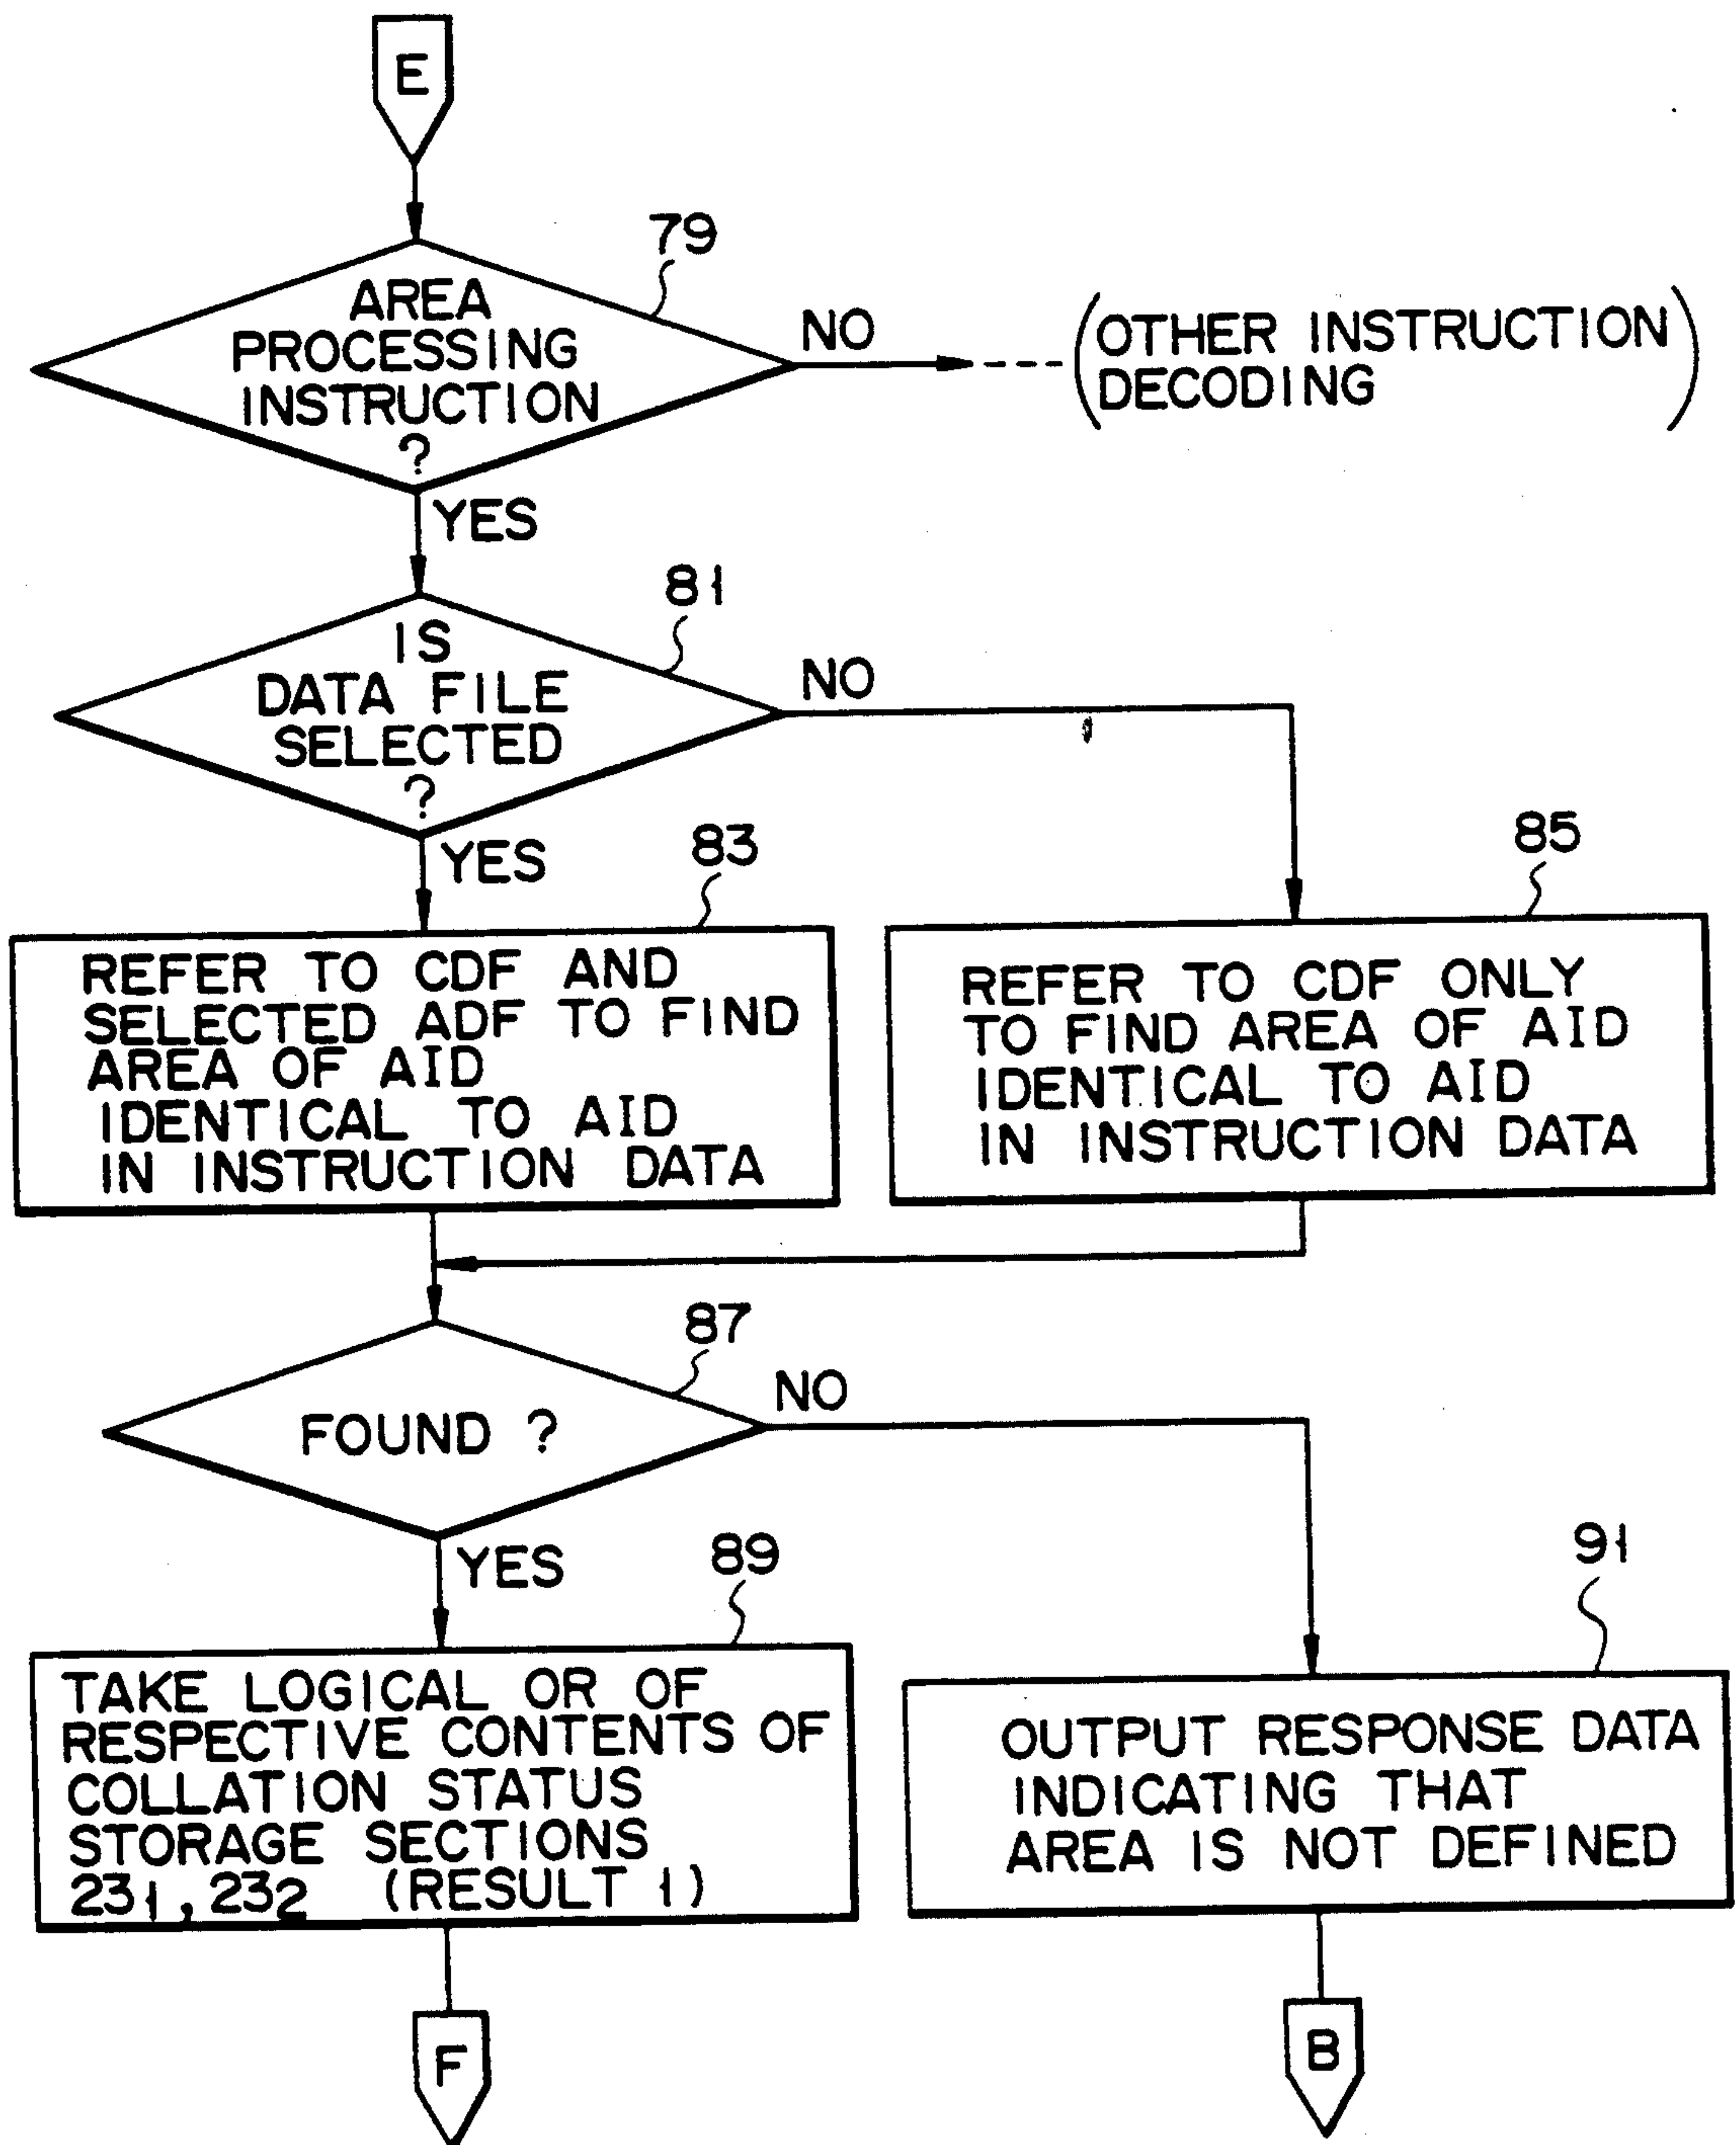 E
79
AREA
PROCESSING
INSTRUCTION
?
NO
(OTHER INSTRUCTION
DECODING)
YES
81
IS
DATA FILE
SELECTED
?
NO
YES
83
REFER TO CDF AND
SELECTED ADF TO FIND
AREA OF AID
IDENTICAL TO AID
IN INSTRUCTION DATA
85
REFER TO CDF ONLY
TO FIND AREA OF AID
IDENTICAL TO AID
IN INSTRUCTION DATA
87
FOUND ?
NO
YES
89
TAKE LOGICAL OR OF
RESPECTIVE CONTENTS OF
COLLATION STATUS
STORAGE SECTIONS
23₁, 23₂ (RESULT 1)
91
OUTPUT RESPONSE DATA
INDICATING THAT
AREA IS NOT DEFINED
F
B